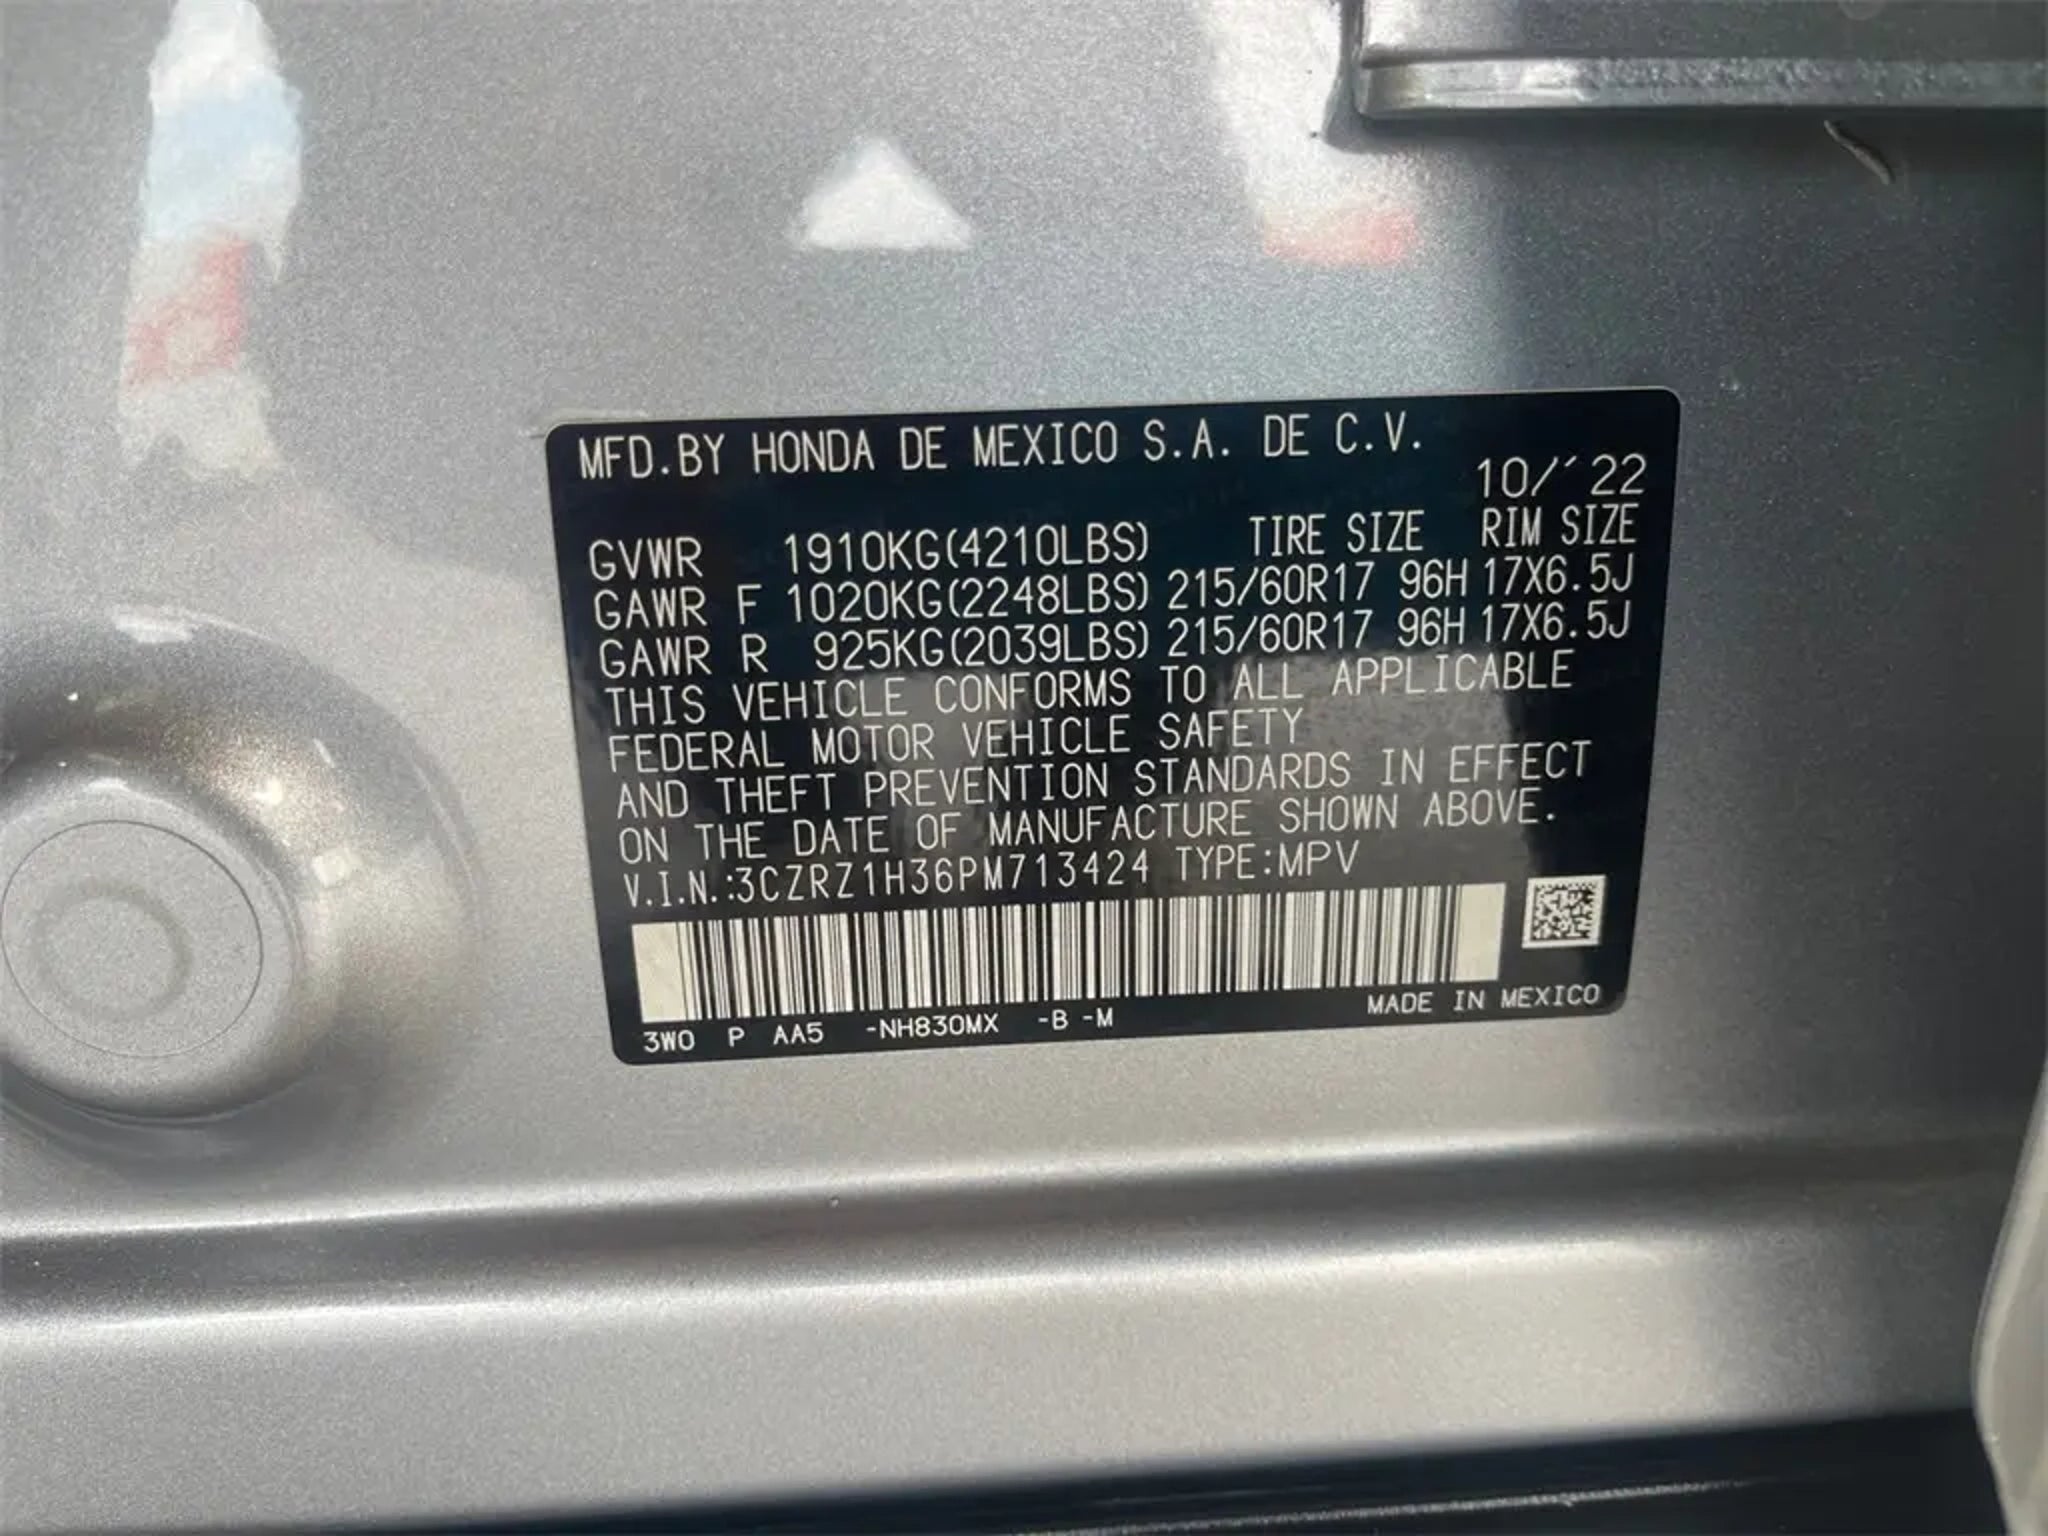 MFD.BY HONDA DE MEXICO S.A. DE C.V.
10/´22
GVWR 1910KG(4210LBS) TIRE SIZE RIM SIZE
GAWR F 1020KG(2248LBS) 215/60R17 96H 17X6.5J
GAWR R 925KG(2039LBS) 215/60R17 96H 17X6.5J
THIS VEHICLE CONFORMS TO ALL APPLICABLE
FEDERAL MOTOR VEHICLE SAFETY
AND THEFT PREVENTION STANDARDS IN EFFECT
ON THE DATE OF MANUFACTURE SHOWN ABOVE.
V.I.N.:3CZRZ1H36PM713424 TYPE:MPV
MADE IN MEXICO
3W0 P AA5 -NH830MX -B -M